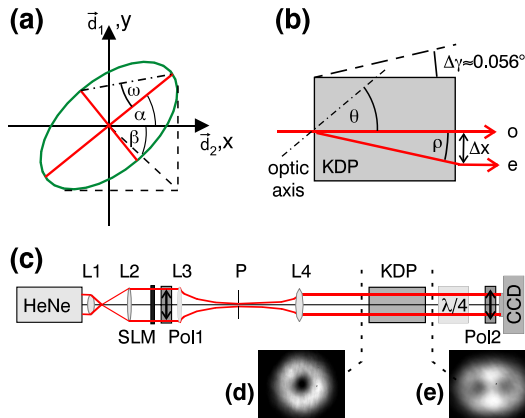 (a)
d⃗₁,y
ω
α
β
d⃗₂,x
(b)
Δγ≈0.056°
θ
o
ρ
Δx
e
optic
axis
KDP
(c)
L1 L2 L3 P L4 KDP
HeNe
λ/4
CCD
SLM Pol1 Pol2
(d)
(e)